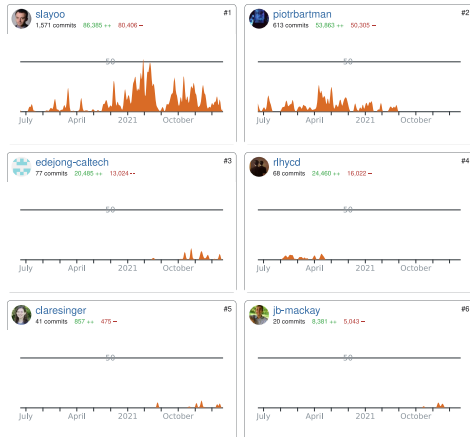 slayoo #1
1,571 commits 86,385 ++ 80,406 --
50
July April 2021 October
piotrbartman #2
613 commits 53,863 ++ 50,305 --
50
July April 2021 October
edejong-caltech #3
77 commits 20,485 ++ 13,024 --
50
July April 2021 October
rlhycd #4
68 commits 24,460 ++ 16,022 --
50
July April 2021 October
claresinger #5
41 commits 857 ++ 475 --
50
July April 2021 October
jb-mackay #6
20 commits 8,381 ++ 5,043 --
50
July April 2021 October